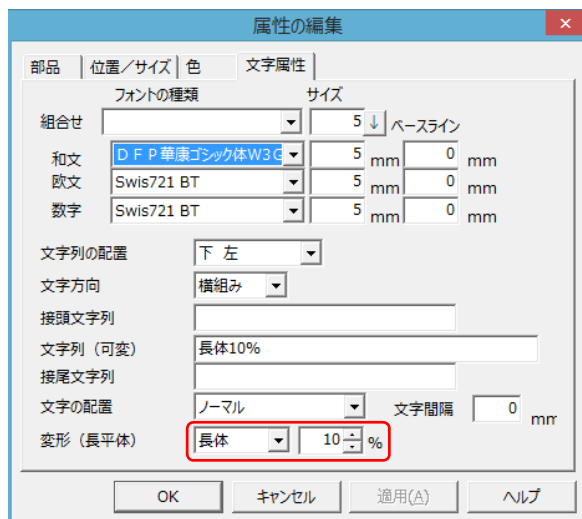 属性の編集
×
部品 位置／サイズ 色 文字属性
フォントの種類 サイズ
組合せ 5 ↓ ベースライン
和文 ＤＦＰ華康ゴシック体W3G 5 mm 0 mm
欧文 Swis721 BT 5 mm 0 mm
数字 Swis721 BT 5 mm 0 mm
文字列の配置 下 左
文字方向 横組み
接頭文字列
文字列（可変） 長体10%
接尾文字列
文字の配置 ノーマル 文字間隔 0 mm
変形（長平体） 長体 10 %
OK キャンセル 適用(A) ヘルプ